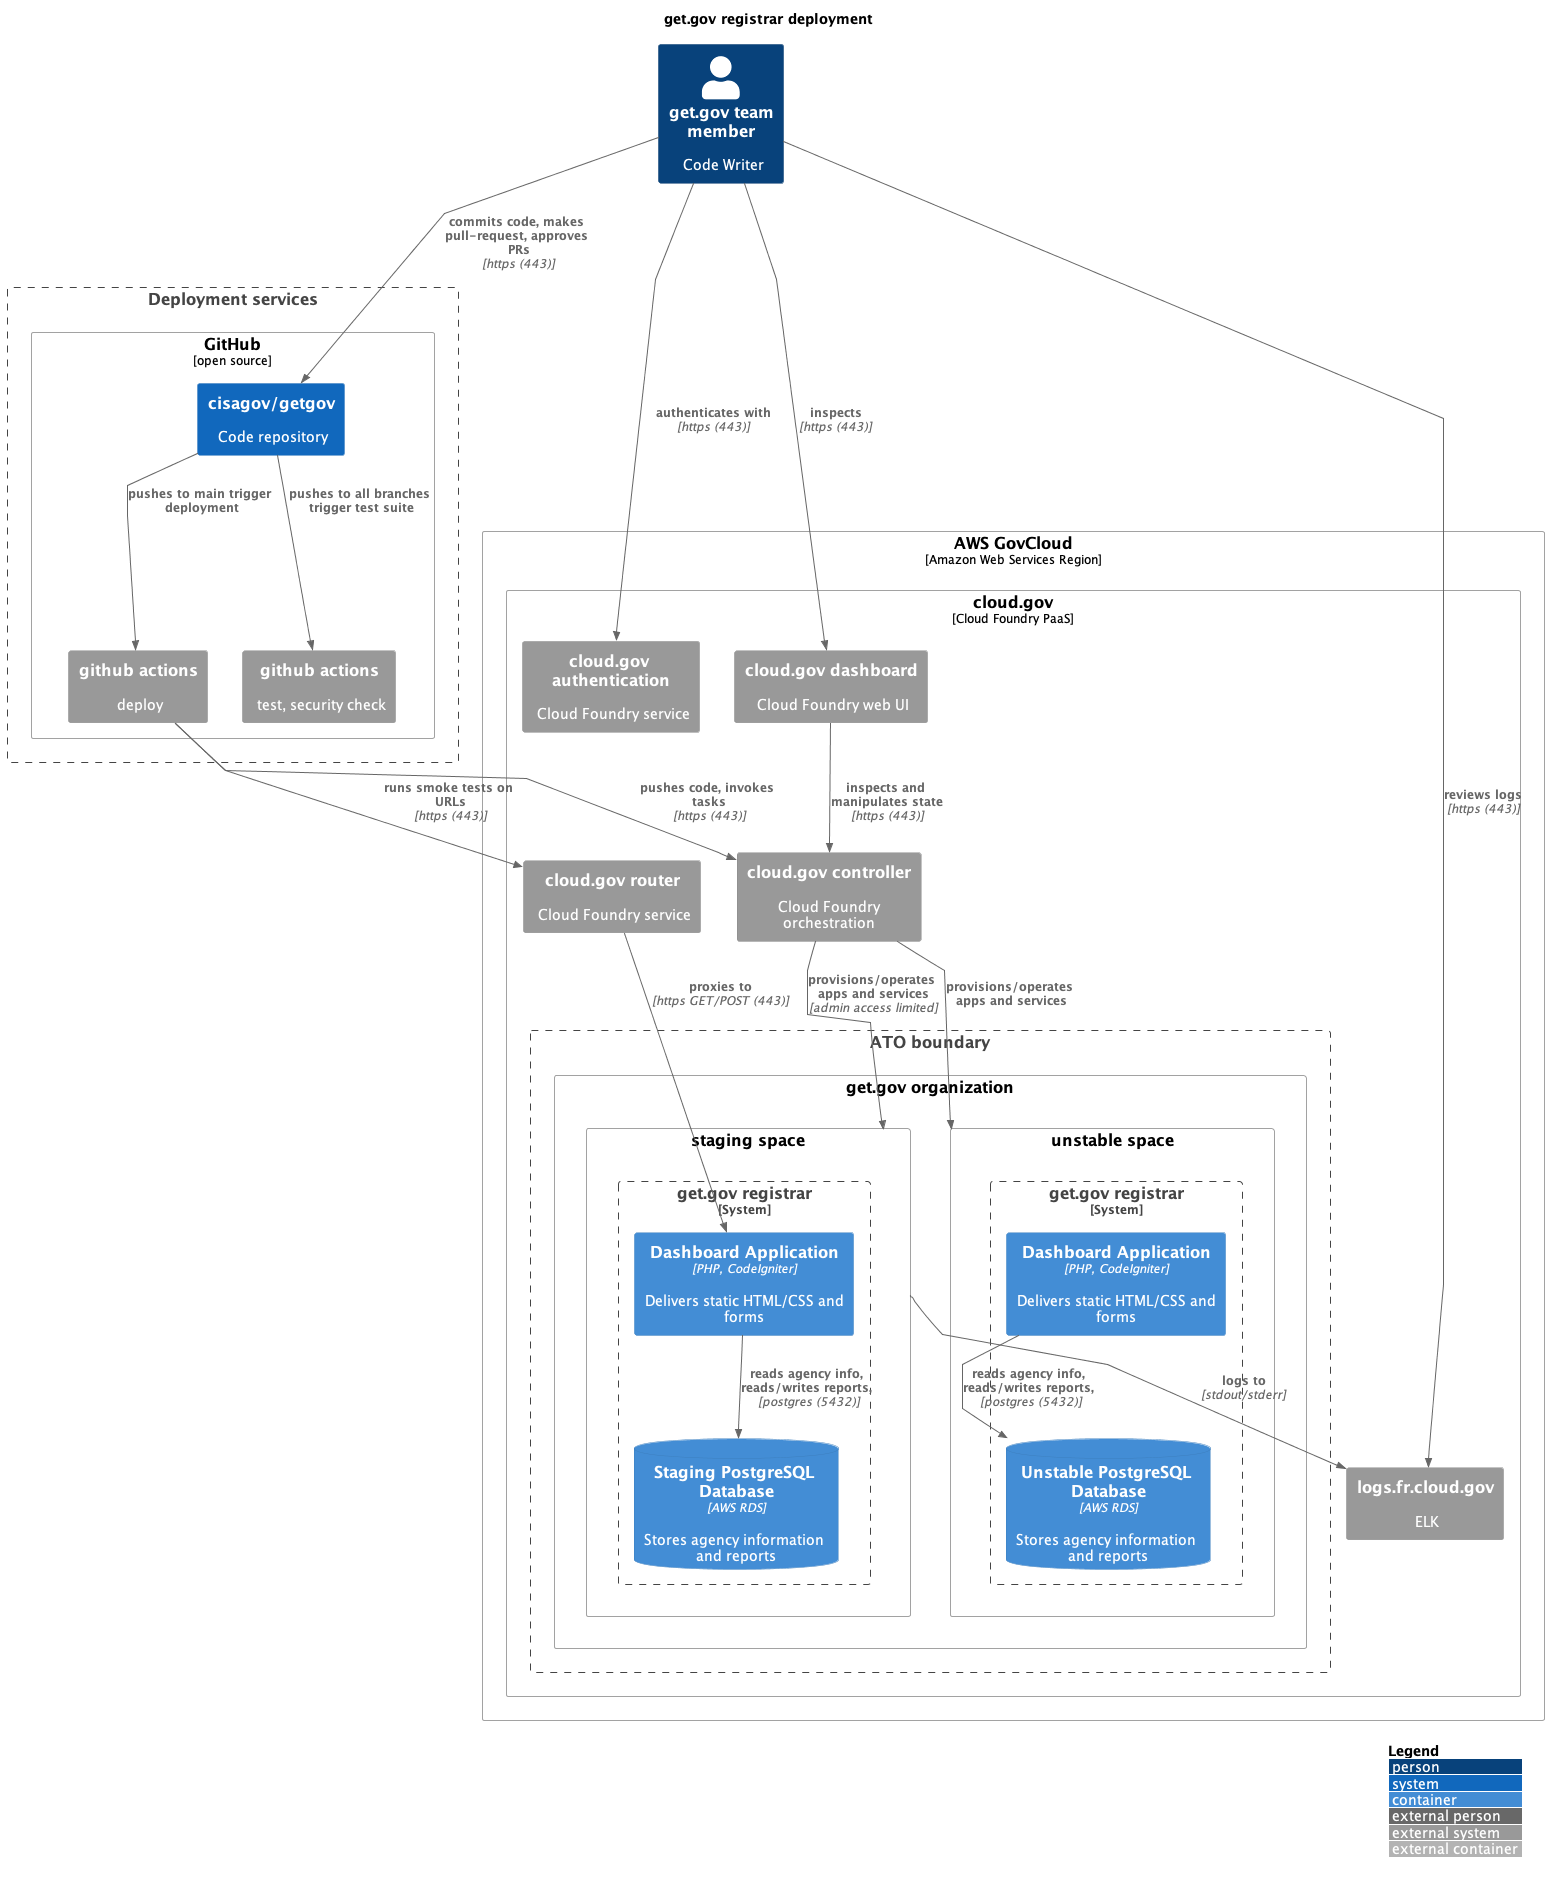 get.gov registrar deployment
get.gov team
member
Code Writer
commits code, makes
pull-request, approves
PRs
[https (443)]
Deployment services
GitHub
[open source]
cisagov/getgov
Code repository
authenticates with
[https (443)]
inspects
[https (443)]
pushes to main trigger
deployment
pushes to all branches
trigger test suite
AWS GovCloud
[Amazon Web Services Region]
cloud.gov
[Cloud Foundry PaaS]
github actions
deploy
github actions
test, security check
cloud.gov
authentication
Cloud Foundry service
cloud.gov dashboard
Cloud Foundry web UI
runs smoke tests on
URLs
[https (443)]
pushes code, invokes
tasks
[https (443)]
inspects and
manipulates state
[https (443)]
reviews logs
[https (443)]
cloud.gov router
Cloud Foundry service
cloud.gov controller
Cloud Foundry
orchestration
proxies to
[https GET/POST (443)]
provisions/operates
apps and services
[admin access limited]
provisions/operates
apps and services
ATO boundary
get.gov organization
staging space
get.gov registrar
[System]
Dashboard Application
[PHP, CodeIgniter]
Delivers static HTML/CSS and
forms
reads agency info,
reads/writes reports,
[postgres (5432)]
Staging PostgreSQL
Database
[AWS RDS]
Stores agency information
and reports
unstable space
get.gov registrar
[System]
Dashboard Application
[PHP, CodeIgniter]
Delivers static HTML/CSS and
forms
reads agency info,
reads/writes reports,
[postgres (5432)]
Unstable PostgreSQL
Database
[AWS RDS]
Stores agency information
and reports
logs to
[stdout/stderr]
logs.fr.cloud.gov
ELK
Legend
person
system
container
external person
external system
external container